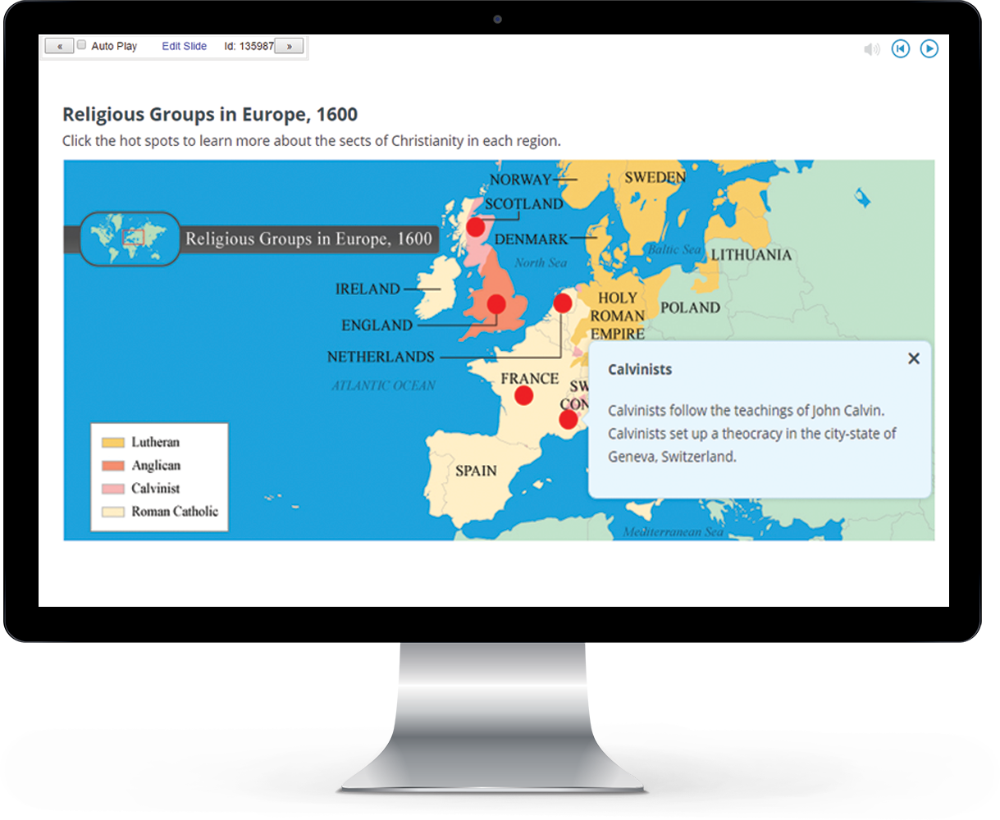 «
Auto Play
Edit Slide
Id: 135987
»
Religious Groups in Europe, 1600
Click the hot spots to learn more about the sects of Christianity in each region.
NORWAY
SWEDEN
SCOTLAND
Religious Groups in Europe, 1600
DENMARK
Baltic Sea
LITHUANIA
North Sea
IRELAND
HOLY
ROMAN
EMPIRE
POLAND
ENGLAND
NETHERLANDS
ATLANTIC OCEAN
FRANCE
SW
CON
Calvinists
Calvinists follow the teachings of John Calvin.
Calvinists set up a theocracy in the city-state of
Geneva, Switzerland.
Lutheran
Anglican
Calvinist
Roman Catholic
SPAIN
Mediterranean Sea